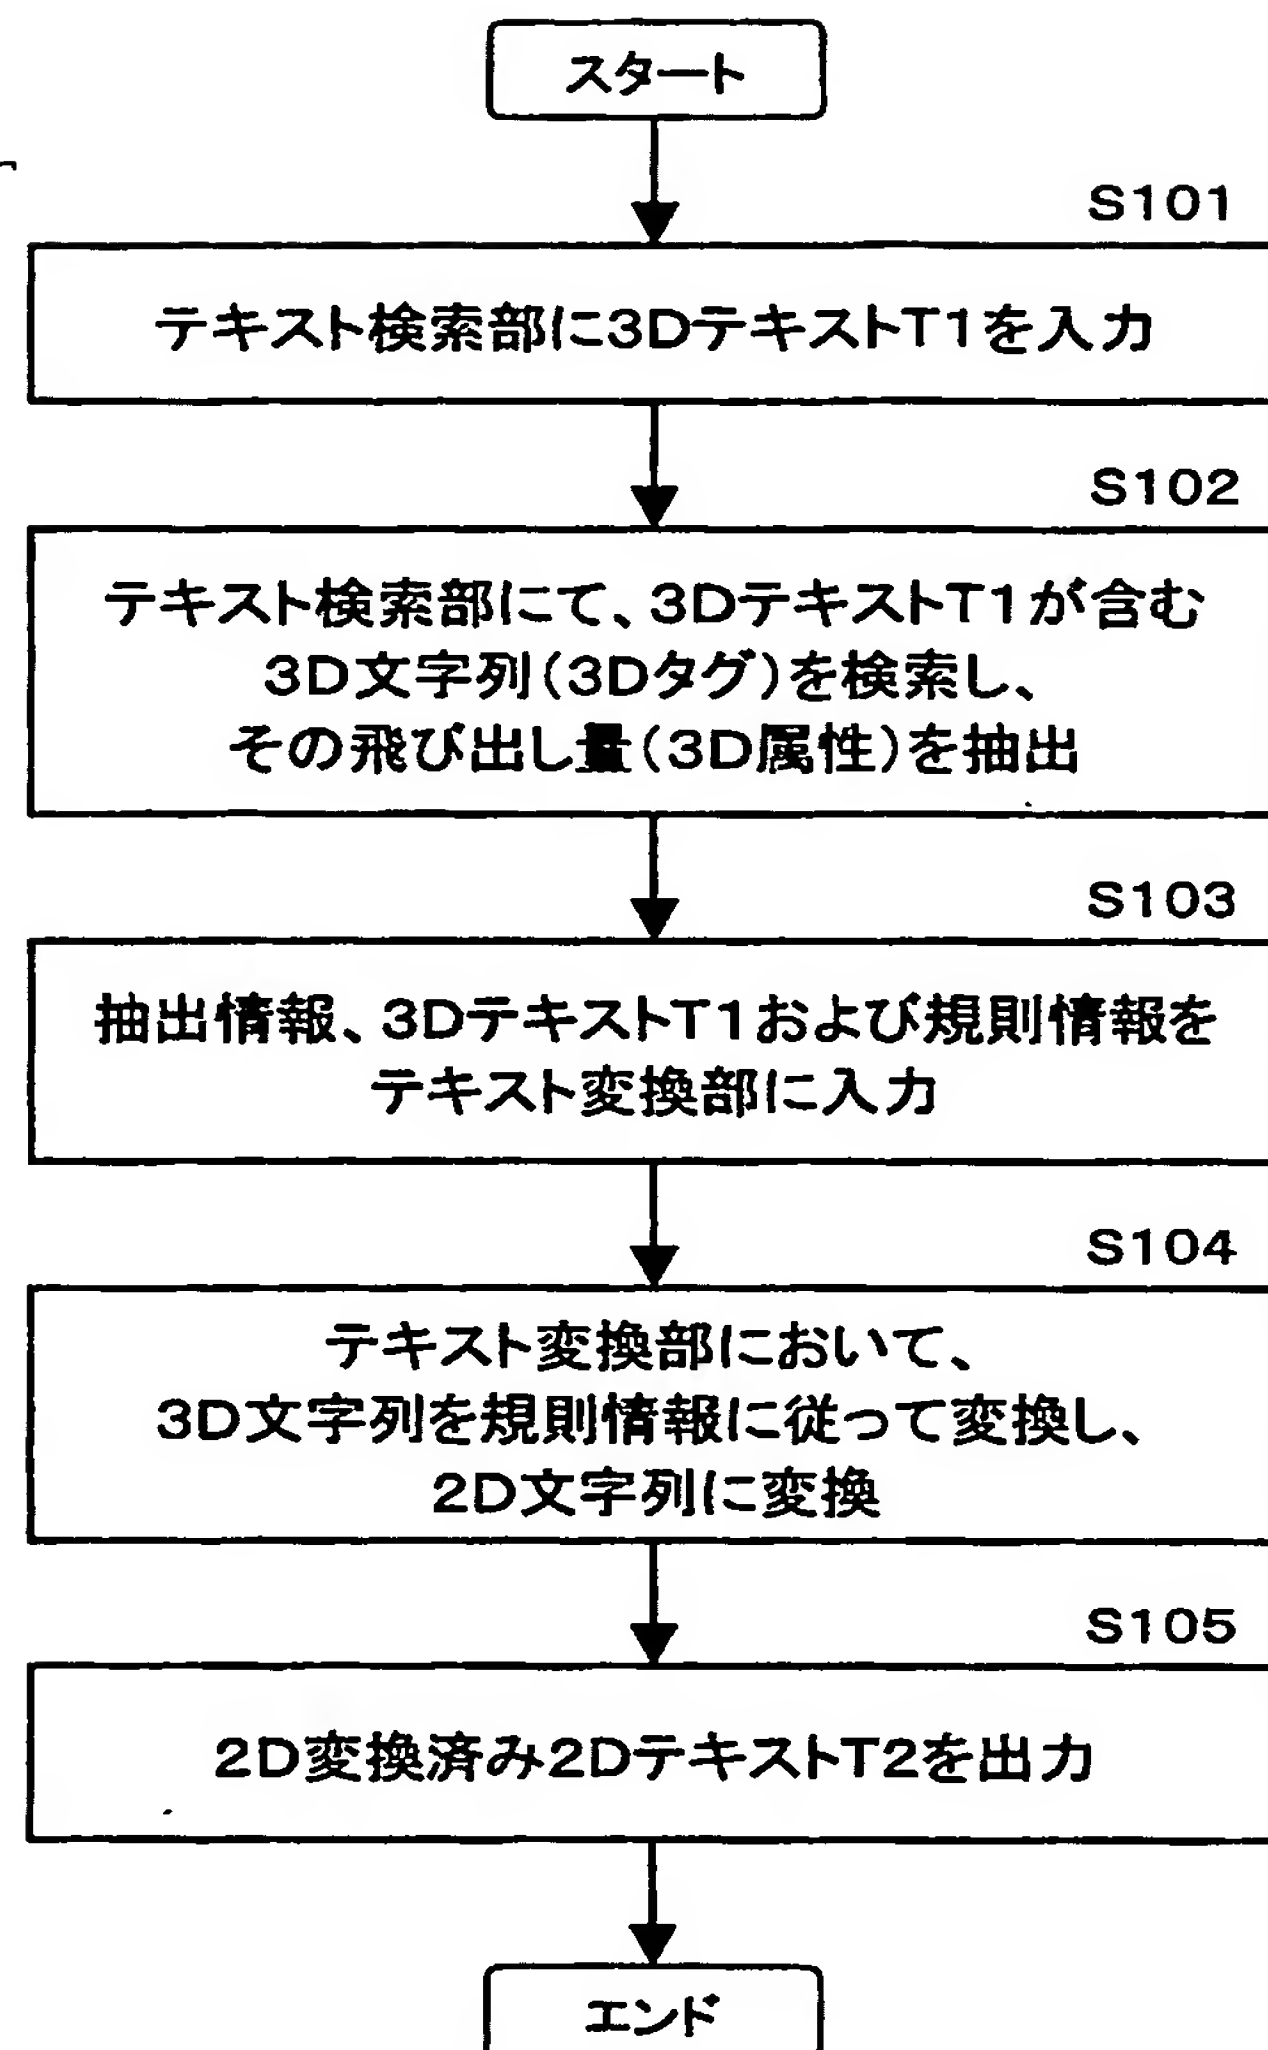 スタート
S101
テキスト検索部に3DテキストT1を入力
S102
テキスト検索部にて、3DテキストT1が含む
3D文字列(3Dタグ)を検索し、
その飛び出し量(3D属性)を抽出
S103
抽出情報、3DテキストT1および規則情報を
テキスト変換部に入力
S104
テキスト変換部において、
3D文字列を規則情報に従って変換し、
2D文字列に変換
S105
2D変換済み2DテキストT2を出力
エンド